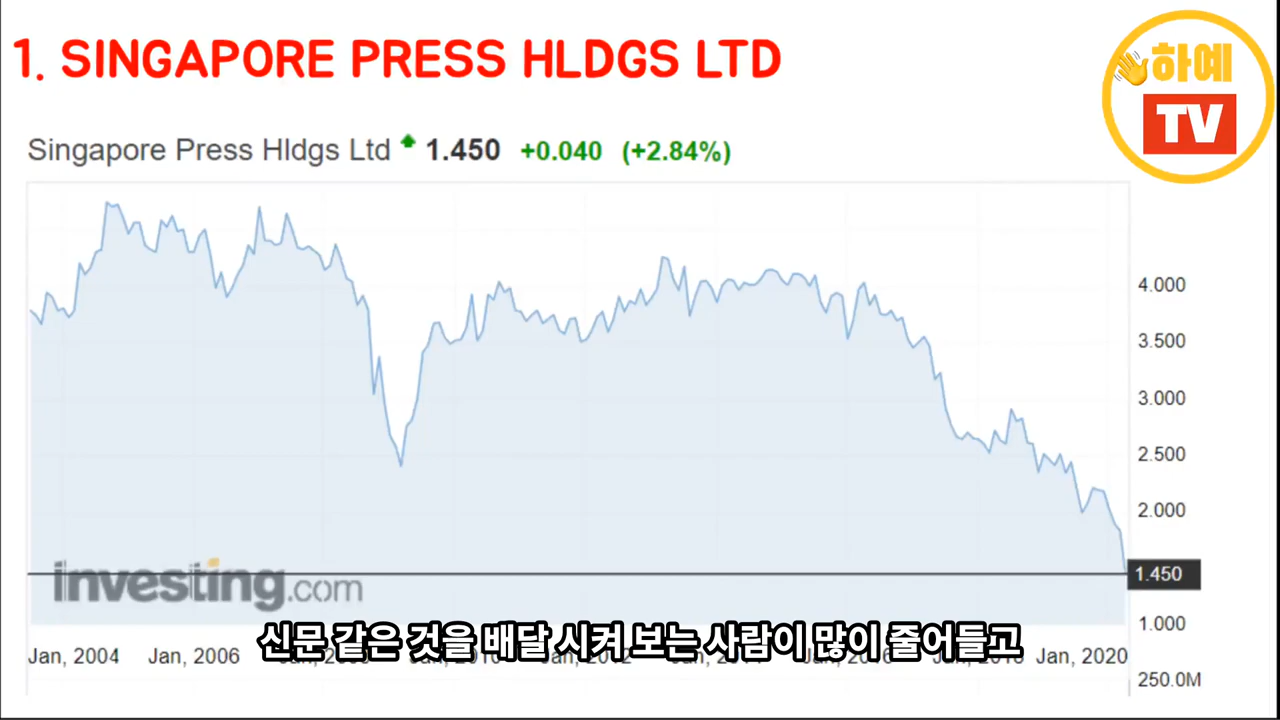 1. SINGAPORE PRESS HLDGS LTD
하예
TV
Singapore Press Hldgs Ltd 1.450 +0.040 (+2.84%)
4.000
3.500
3.000
2.500
2.000
1.450
1.000
investing.com
신문 같은 것을 배달 시켜 보는 사람이 많이 줄어들고
Jan, 2004 Jan, 2006 Jan, 2020
250.0M